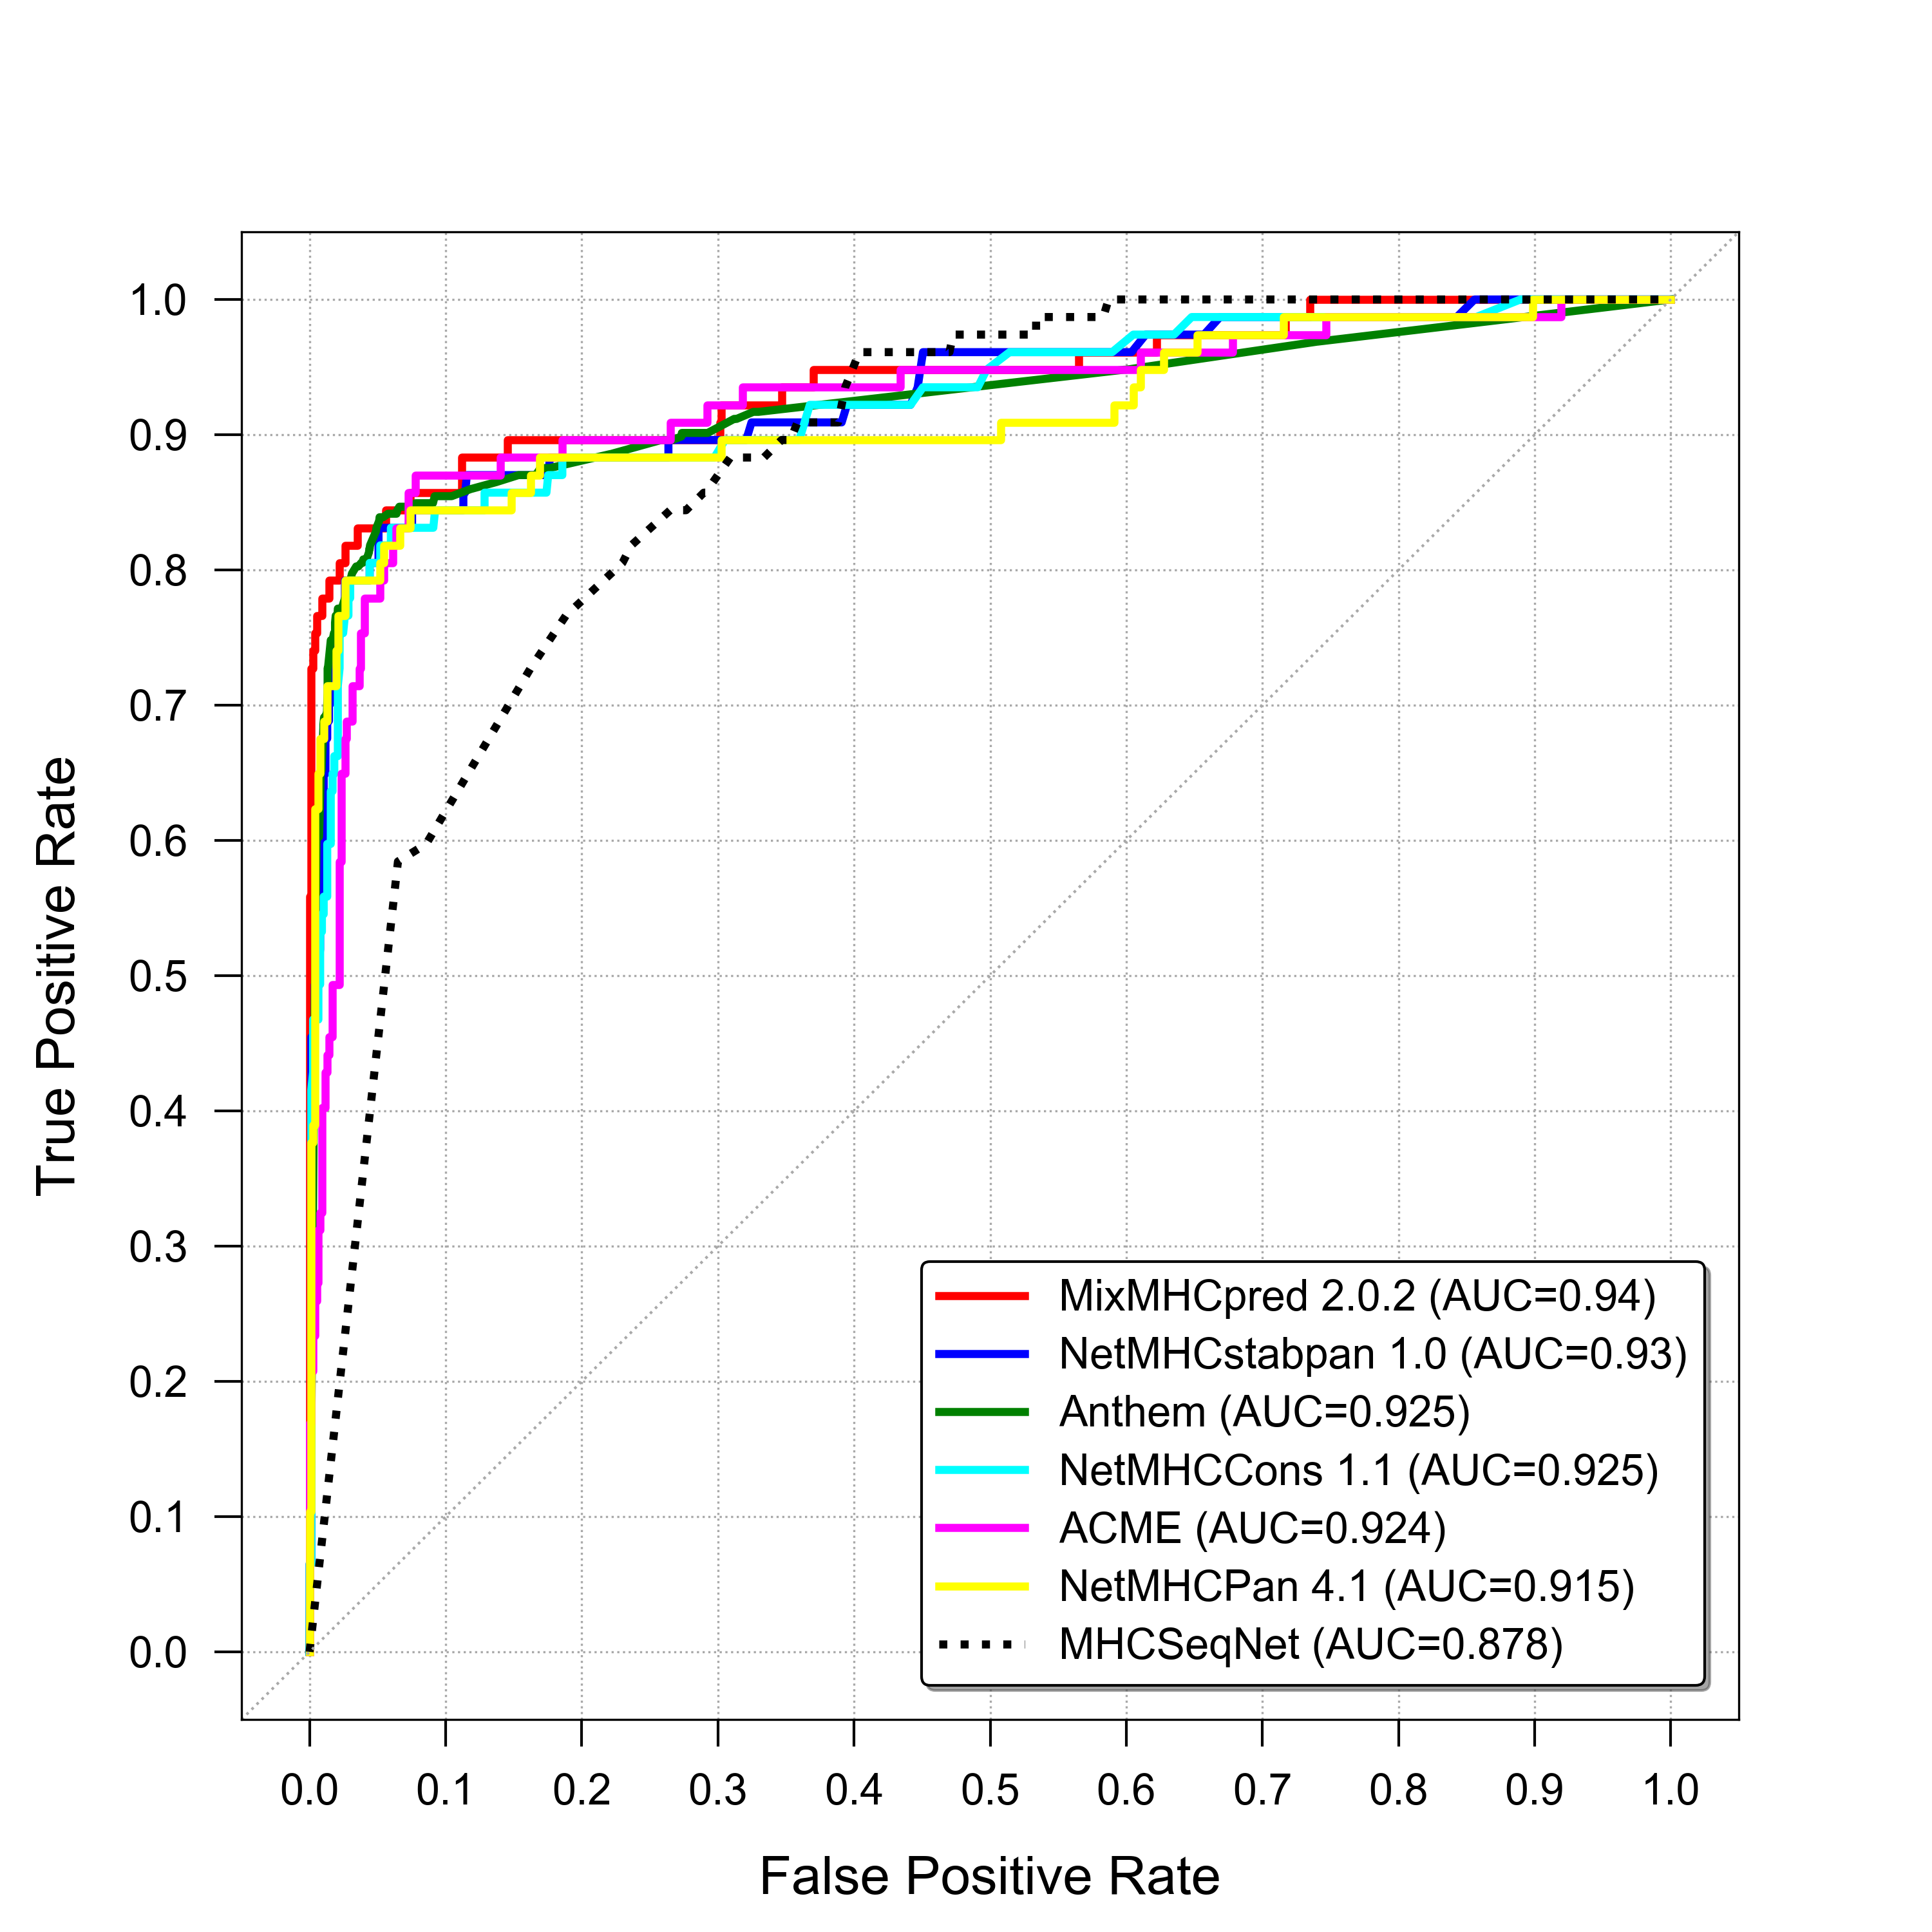 1.0
0.9
0.8
0.7
0.6
0.5
0.4
0.3
0.2
0.1
0.0
True Positive Rate
MixMHCpred 2.0.2 (AUC=0.94)
NetMHCstabpan 1.0 (AUC=0.93)
Anthem (AUC=0.925)
NetMHCCons 1.1 (AUC=0.925)
ACME (AUC=0.924)
NetMHCPan 4.1 (AUC=0.915)
MHCSeqNet (AUC=0.878)
0.0 0.1 0.2 0.3 0.4 0.5 0.6 0.7 0.8 0.9 1.0
False Positive Rate